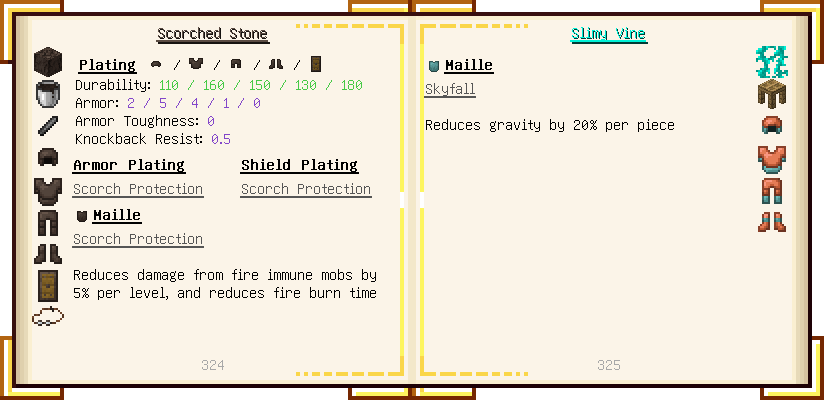 Scorched Stone
Plating / / / /
Durability: 110 / 160 / 150 / 130 / 180
Armor: 2 / 5 / 4 / 1 / 0
Armor Toughness: 0
Knockback Resist: 0.5
Armor Plating
Scorch Protection
Shield Plating
Scorch Protection
Maille
Scorch Protection
Reduces damage from fire immune mobs by
5% per level, and reduces fire burn time
324
Slimy Vine
Maille
Skyfall
Reduces gravity by 20% per piece
325